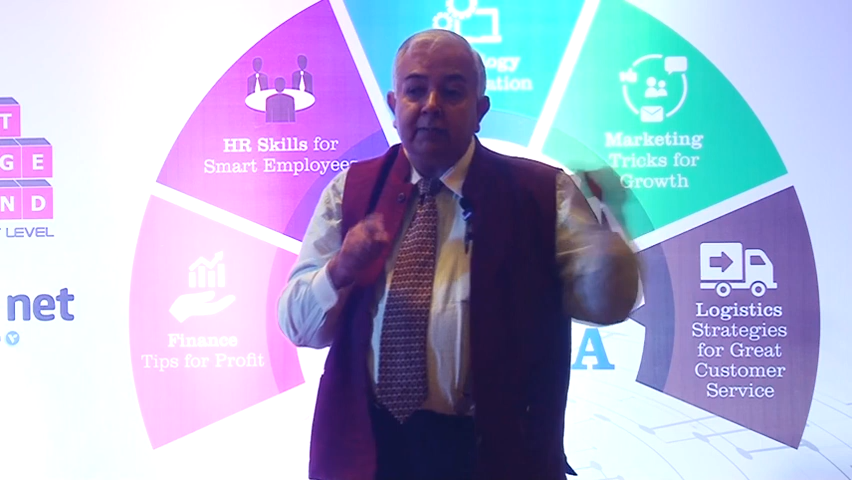 T
G E
N D
LEVEL
net
HR Skills for
Smart Employees
Marketing
Tricks for
Growth
Finance
Tips for Profit
Logistics
Strategies
for Great
Customer
Service
A